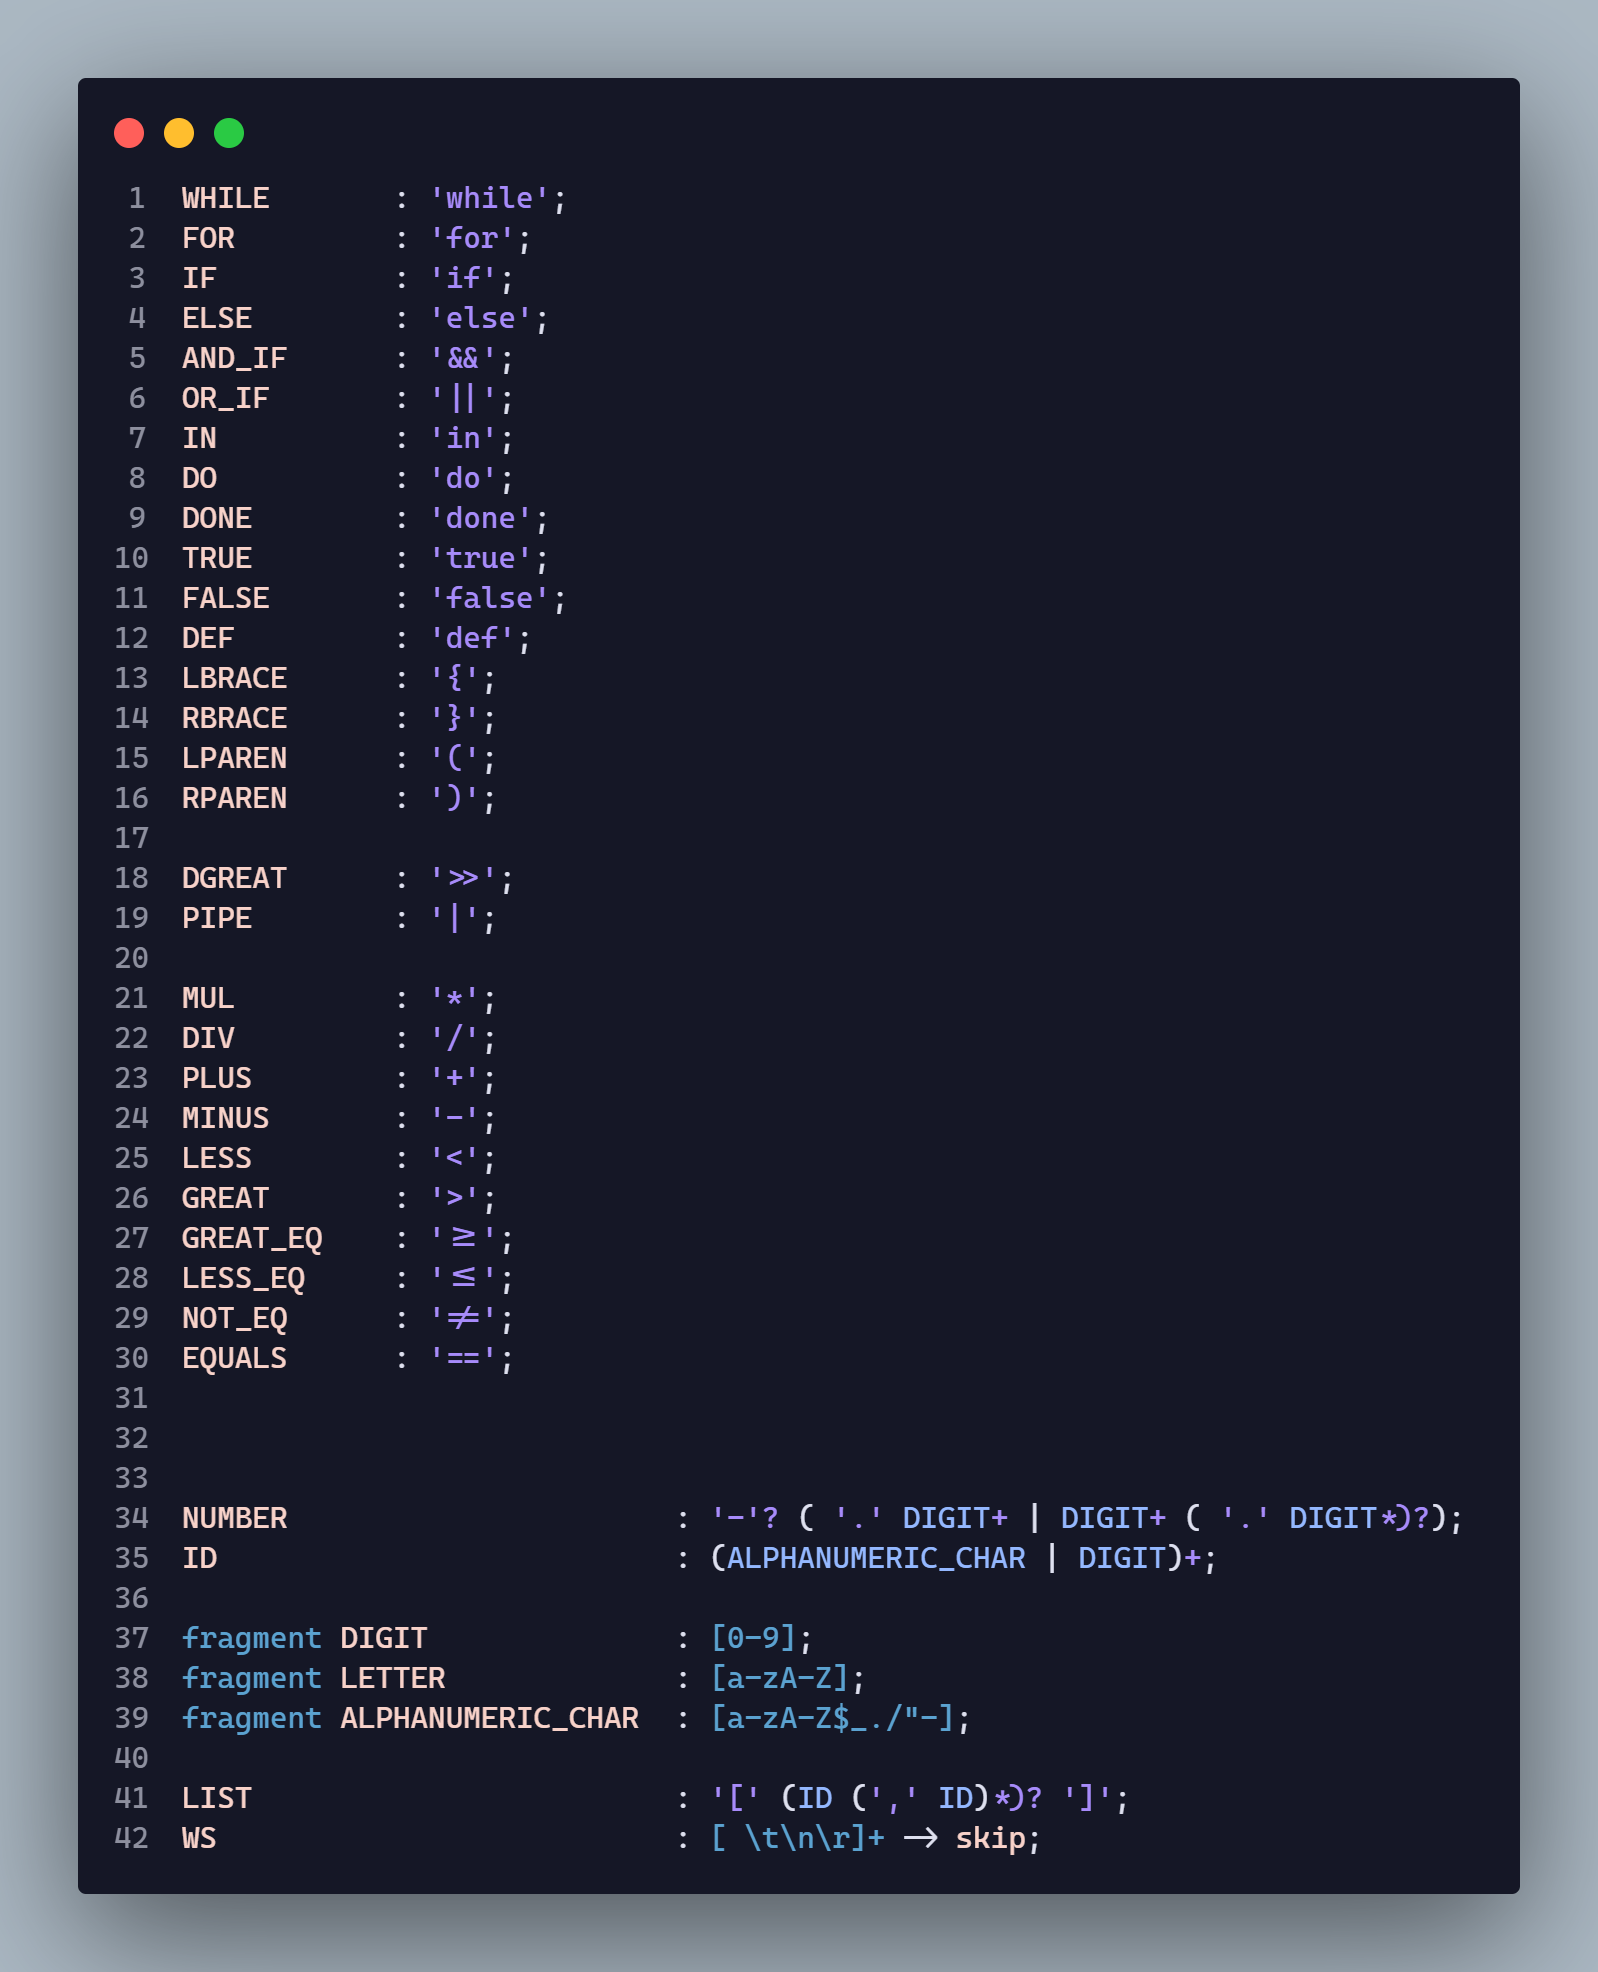 1 WHILE : 'while';
2 FOR : 'for';
3 IF : 'if';
4 ELSE : 'else';
5 AND_IF : '&&';
6 OR_IF : '||';
7 IN : 'in';
8 DO : 'do';
9 DONE : 'done';
10 TRUE : 'true';
11 FALSE : 'false';
12 DEF : 'def';
13 LBRACE : '{';
14 RBRACE : '}';
15 LPAREN : '(';
16 RPAREN : ')';
17
18 DGREAT : '>>';
19 PIPE : '|';
20
21 MUL : '*';
22 DIV : '/';
23 PLUS : '+';
24 MINUS : '-';
25 LESS : '<';
26 GREAT : '>';
27 GREAT_EQ : '>=';
28 LESS_EQ : '<=';
29 NOT_EQ : '!=';
30 EQUALS : '==';
31
32
33
34 NUMBER : '-'? ( '.' DIGIT+ | DIGIT+ ( '.' DIGIT*)?);
35 ID : (ALPHANUMERIC_CHAR | DIGIT)+;
36
37 fragment DIGIT : [0-9];
38 fragment LETTER : [a-zA-Z];
39 fragment ALPHANUMERIC_CHAR : [a-zA-Z$_./"-];
40
41 LIST : '[' (ID (',' ID)*)? ']';
42 WS : [ \t\n\r]+ -> skip;